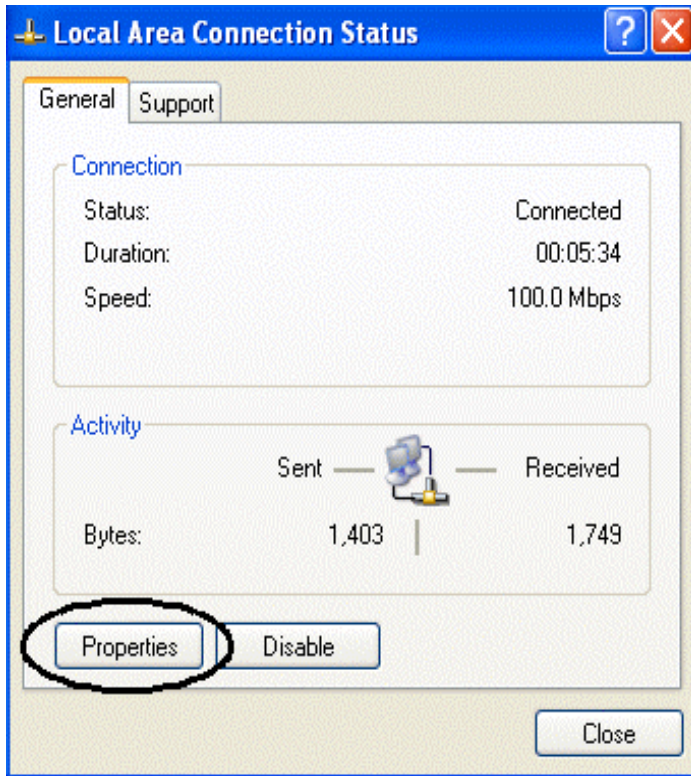 Local Area Connection Status
General Support
Connection
Status: Connected
Duration: 00:05:34
Speed: 100.0 Mbps
Activity
Sent Received
Bytes: 1,403 1,749
Properties Disable
Close